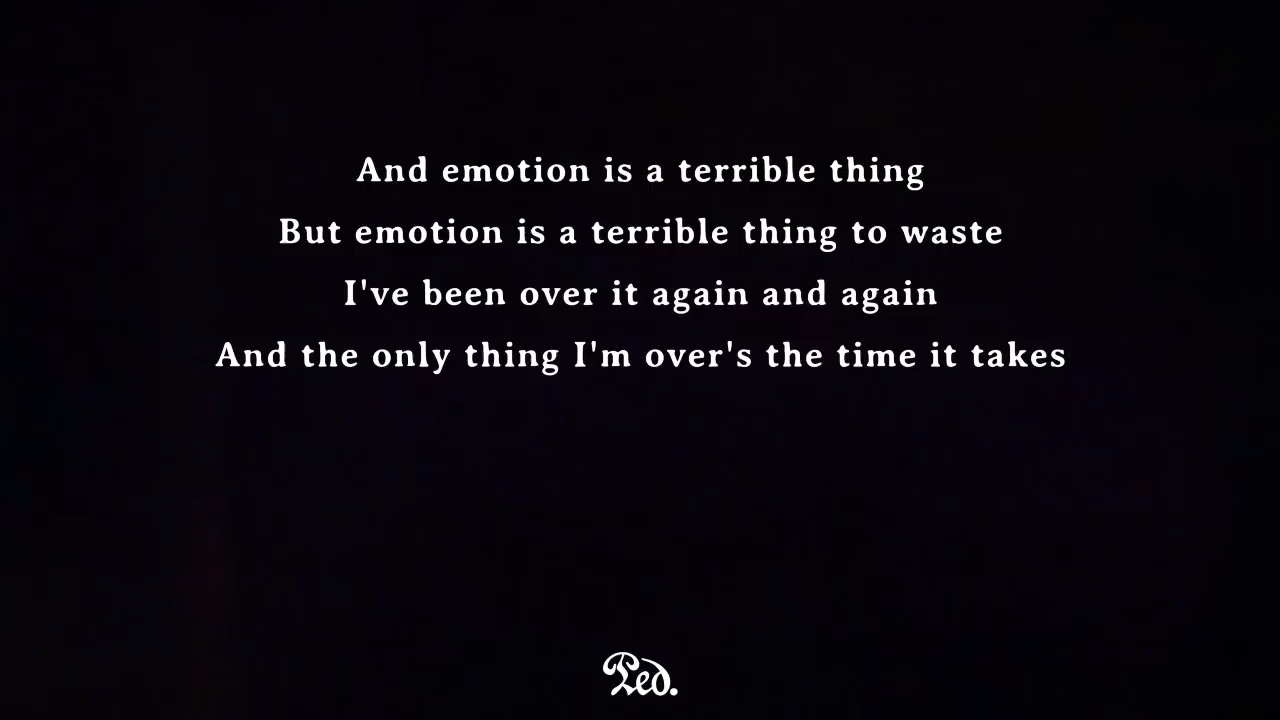 And emotion is a terrible thing
But emotion is a terrible thing to waste
I've been over it again and again
And the only thing I'm over's the time it takes
Ped.